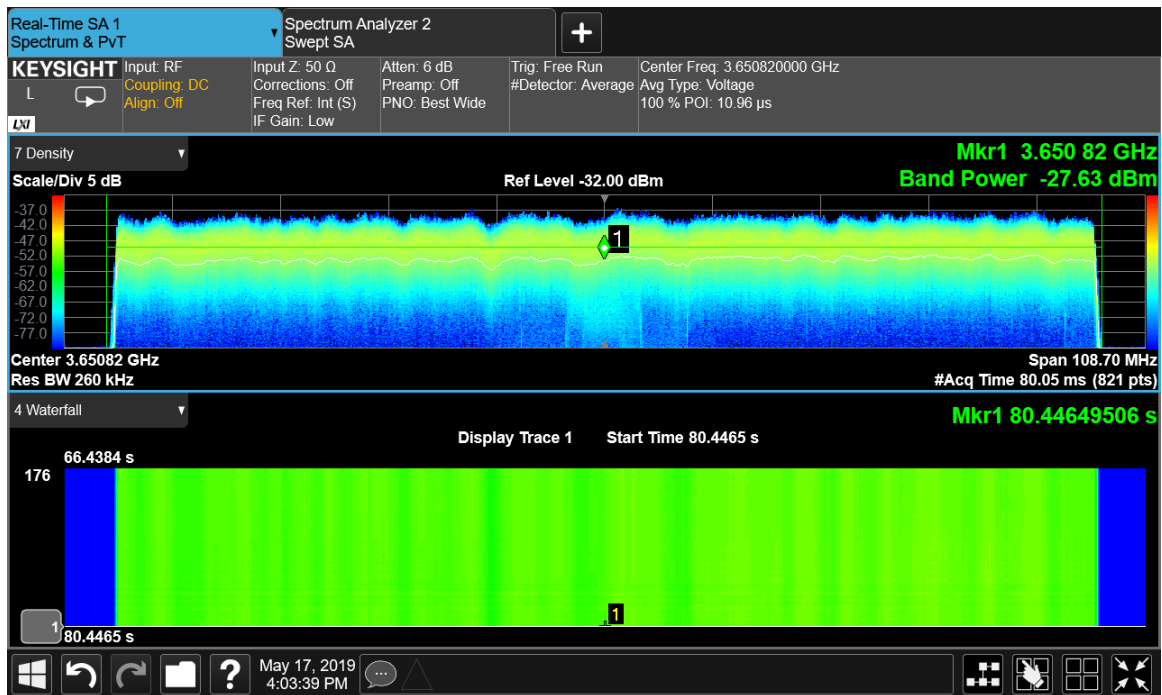 Real-Time SA 1
Spectrum & PvT
Spectrum Analyzer 2
Swept SA
KEYSIGHT
L
LXI
Input: RF
Coupling: DC
Align: Off
Input Z: 50 Ω
Corrections: Off
Freq Ref: Int (S)
IF Gain: Low
Atten: 6 dB
Preamp: Off
PNO: Best Wide
Trig: Free Run
#Detector: Average
Center Freq: 3.650820000 GHz
Avg Type: Voltage
100 % POI: 10.96 µs
7 Density
Mkr1 3.650 82 GHz
Scale/Div 5 dB
Ref Level -32.00 dBm
Band Power -27.63 dBm
-37.0
-42.0
-47.0
-52.0
-57.0
-62.0
-67.0
-72.0
-77.0
1
Center 3.65082 GHz
Span 108.70 MHz
Res BW 260 kHz
#Acq Time 80.05 ms (821 pts)
4 Waterfall
Mkr1 80.44649506 s
Display Trace 1 Start Time 80.4465 s
66.4384 s
176
1
1
80.4465 s
?
May 17, 2019
4:03:39 PM